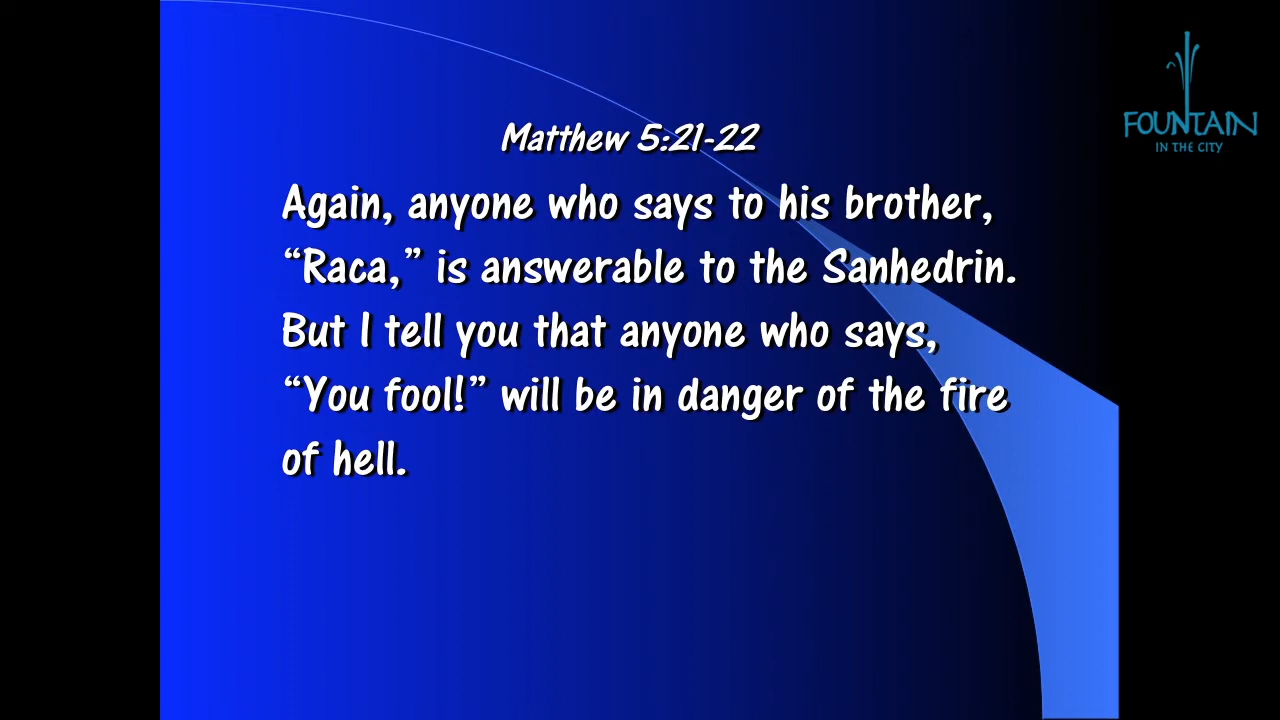 FOUNTAIN
IN THE CITY
Matthew 5:21-22
Again, anyone who says to his brother,
“Raca,” is answerable to the Sanhedrin.
But I tell you that anyone who says,
“You fool!” will be in danger of the fire
of hell.